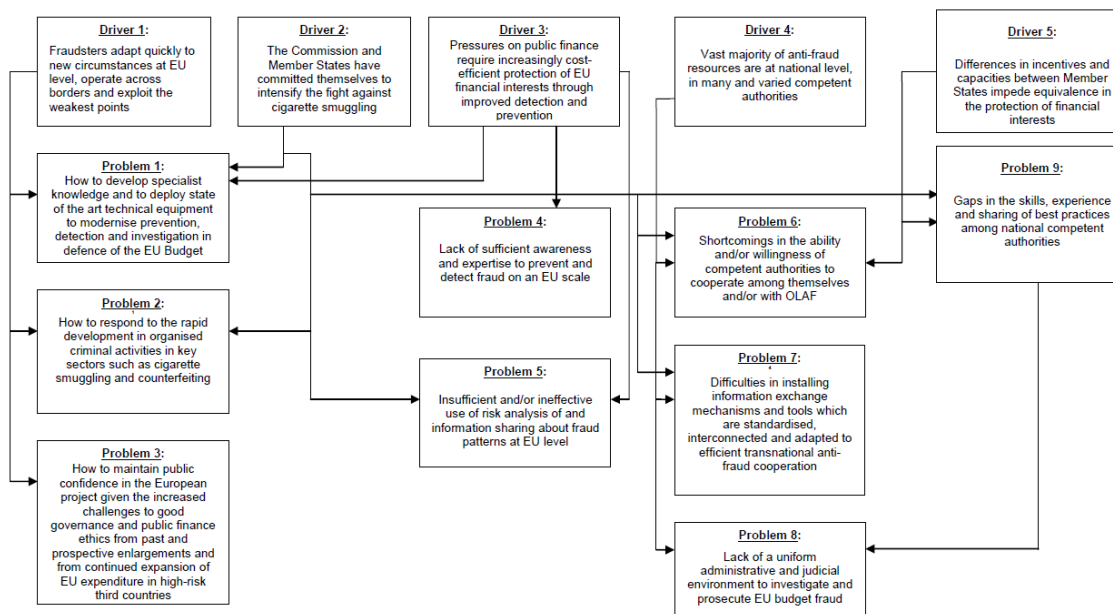 Driver 1:
Fraudsters adapt quickly to
new circumstances at EU
level, operate across
borders and exploit the
weakest points
Driver 2:
The Commission and
Member States have
committed themselves to
intensify the fight against
cigarette smuggling
Driver 3:
Pressures on public finance
require increasingly cost-
efficient protection of EU
financial interests through
improved detection and
prevention
Driver 4:
Vast majority of anti-fraud
resources are at national level,
in many and varied competent
authorities
Driver 5:
Differences in incentives and
capacities between Member
States impede equivalence in
the protection of financial
interests
Problem 1:
How to develop specialist
knowledge and to deploy state
of the art technical equipment
to modernise prevention,
detection and investigation in
defence of the EU Budget
Problem 4:
Lack of sufficient awareness
and expertise to prevent and
detect fraud on an EU scale
Problem 6:
Shortcomings in the ability
and/or willingness of
competent authorities to
cooperate among themselves
and/or with OLAF
Problem 9:
Gaps in the skills, experience
and sharing of best practices
among national competent
authorities
Problem 2:
How to respond to the rapid
development in organised
criminal activities in key
sectors such as cigarette
smuggling and counterfeiting
Problem 5:
Insufficient and/or ineffective
use of risk analysis of and
information sharing about fraud
patterns at EU level
Problem 7:
Difficulties in installing
information exchange
mechanisms and tools which
are standardised,
interconnected and adapted to
efficient transnational anti-
fraud cooperation
Problem 3:
How to maintain public
confidence in the European
project given the increased
challenges to good
governance and public finance
ethics from past and
prospective enlargements and
from continued expansion of
EU expenditure in high-risk
third countries
Problem 8:
Lack of a uniform
administrative and judicial
environment to investigate and
prosecute EU budget fraud